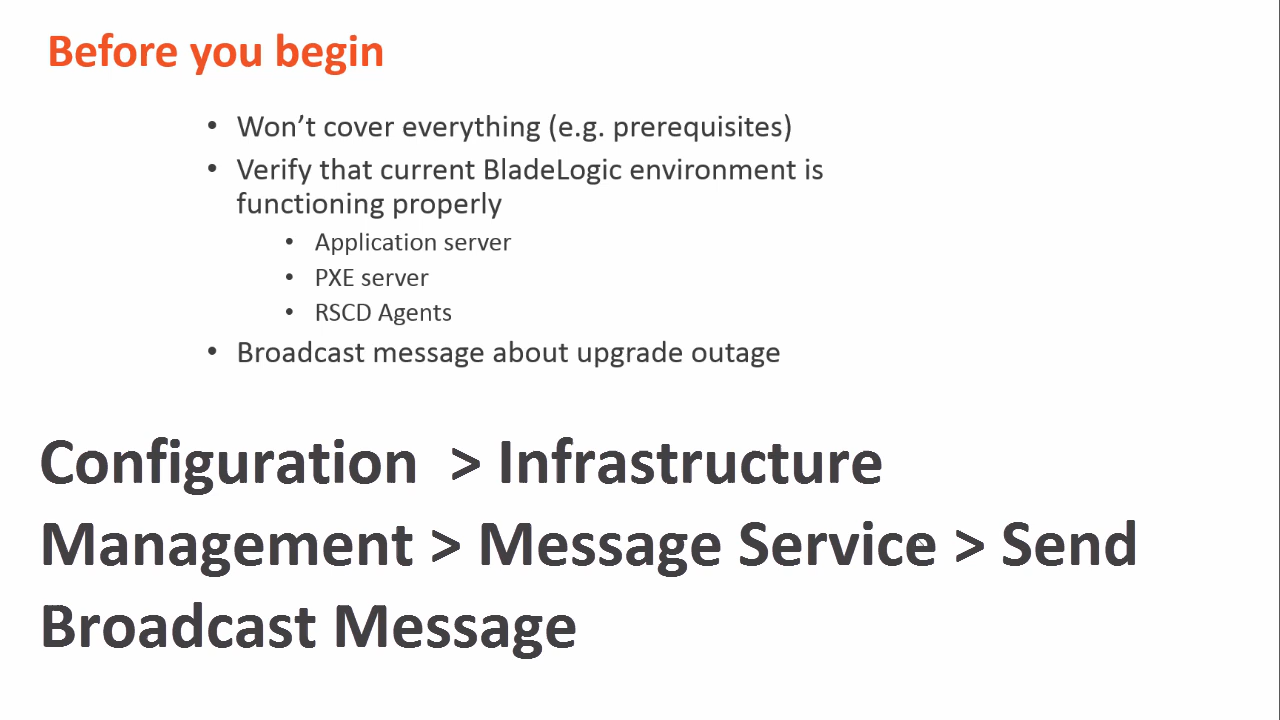 Before you begin
• Won't cover everything (e.g. prerequisites)
• Verify that current BladeLogic environment is
functioning properly
• Application server
• PXE server
• RSCD Agents
• Broadcast message about upgrade outage
Configuration > Infrastructure
Management > Message Service > Send
Broadcast Message